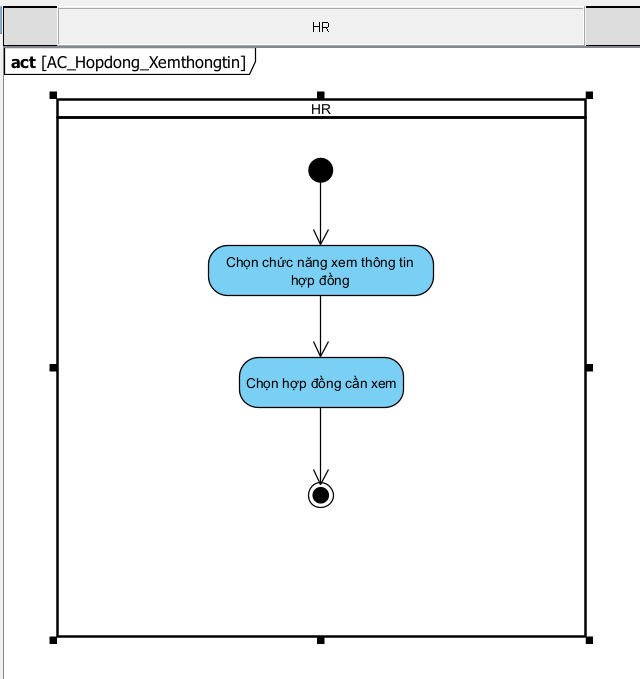 HR
act [AC_Hopdong_Xemthongtin]
HR
Chọn chức năng xem thông tin
hợp đồng
Chọn hợp đồng cần xem